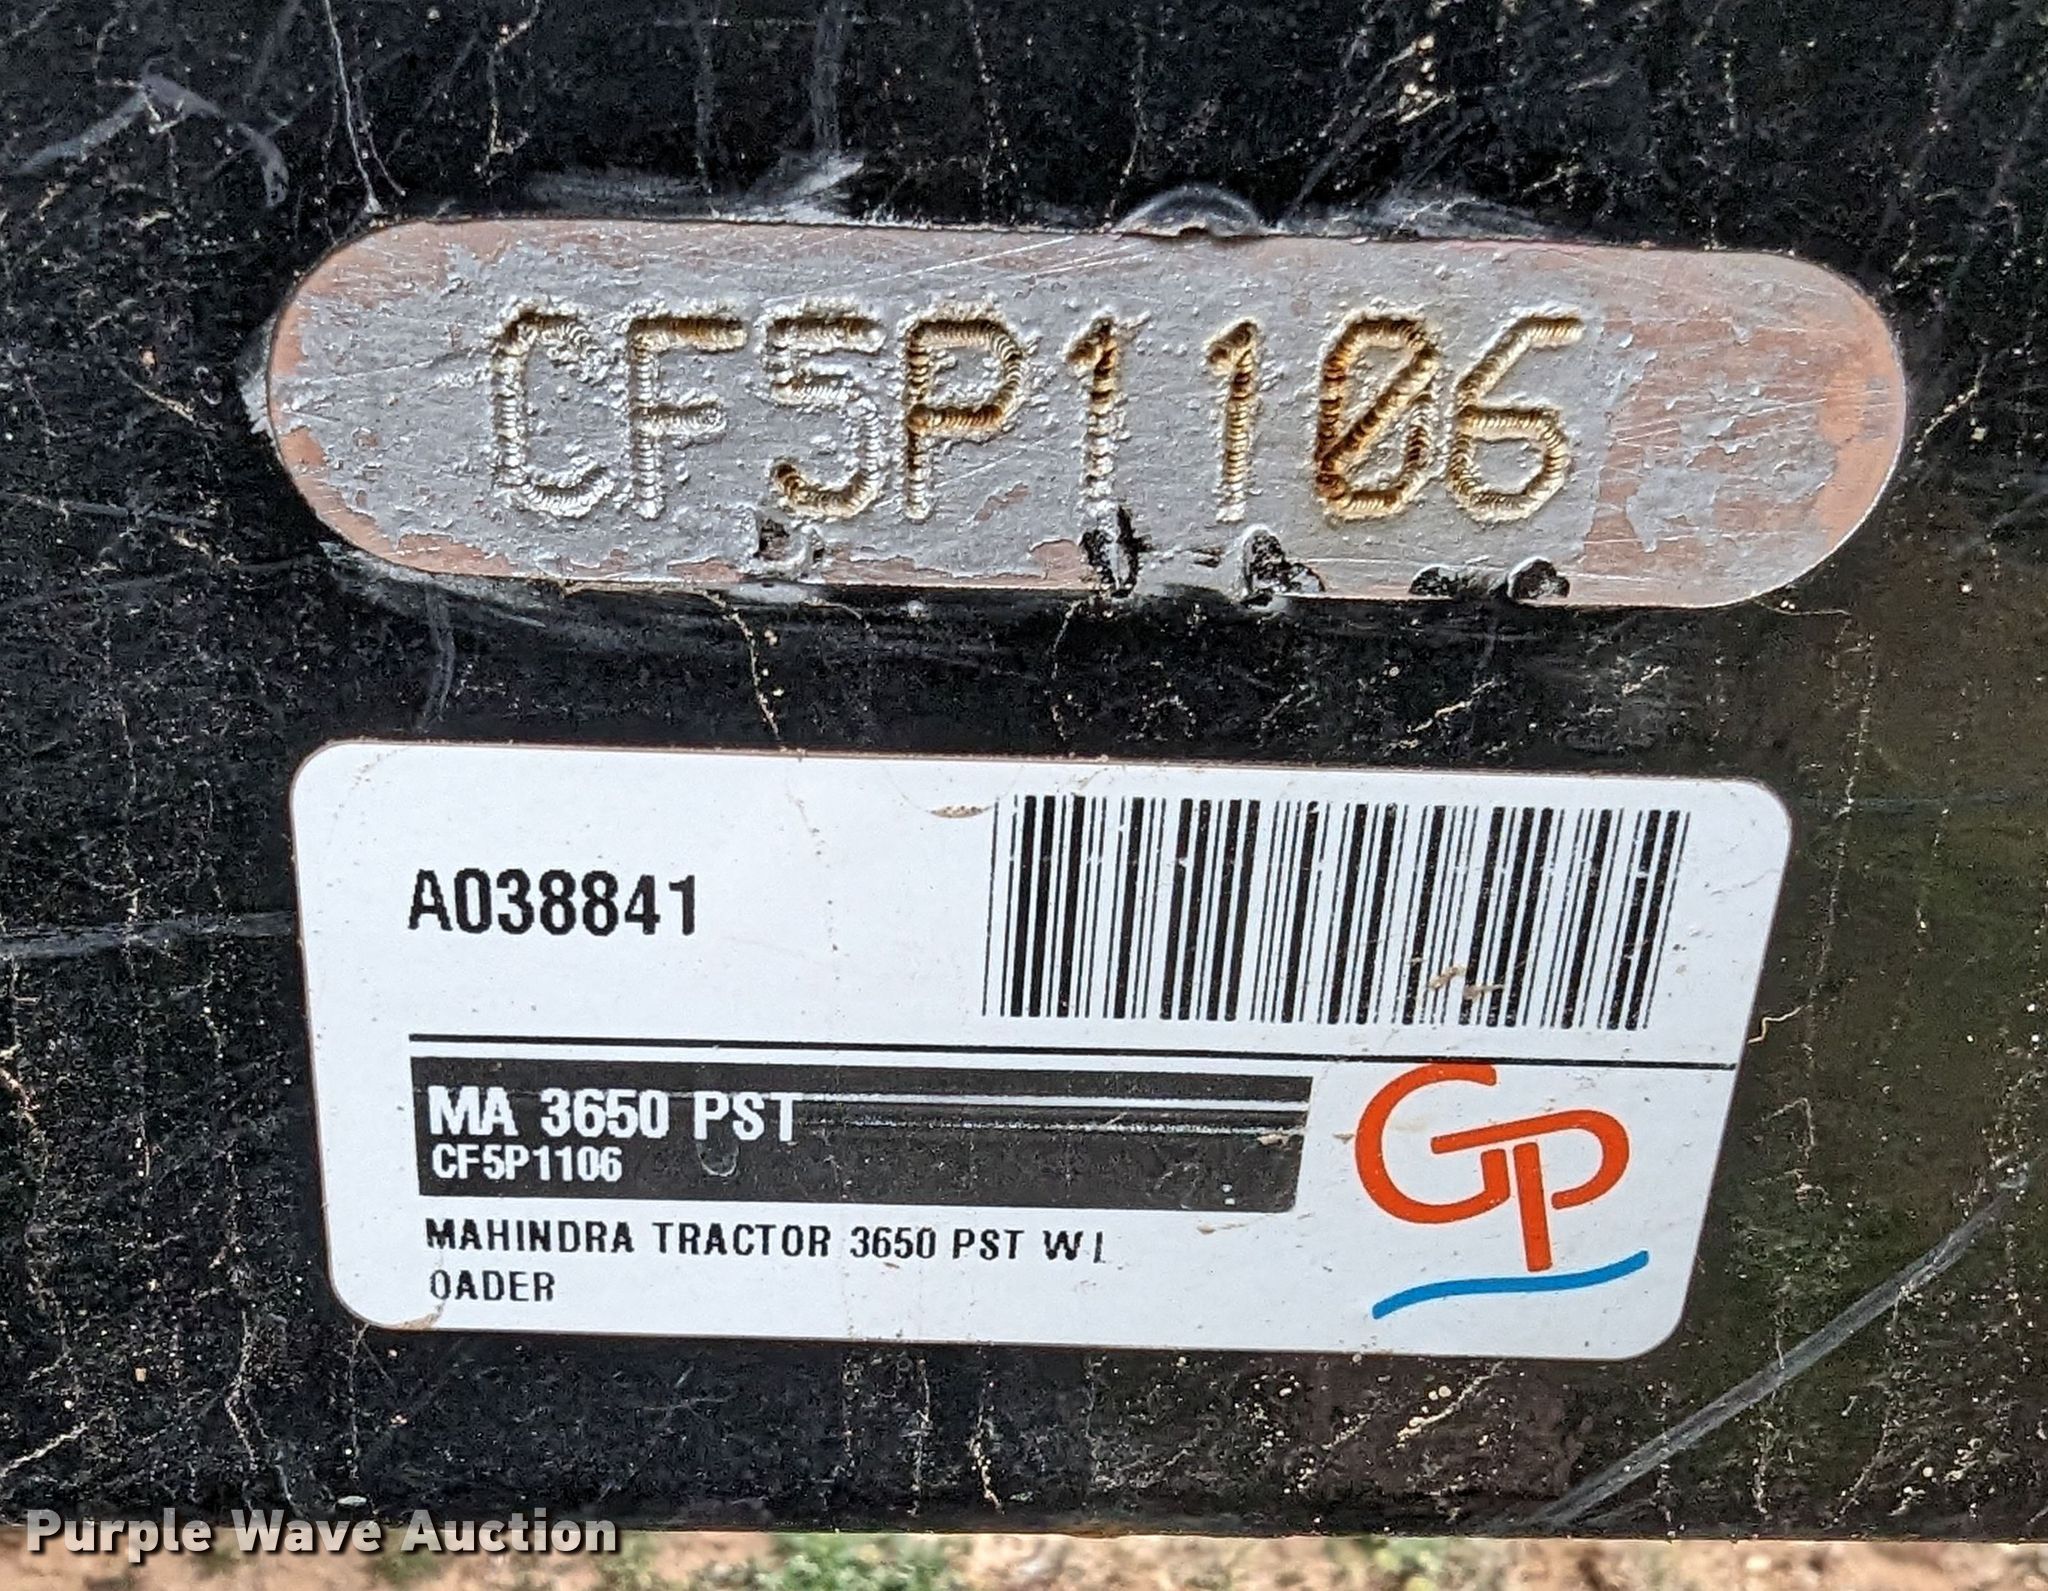 CF5P1106
A038841
MA 3650 PST
CF5P1106
MAHINDRA TRACTOR 3650 PST W L
OADER
GP
Purple Wave Auction